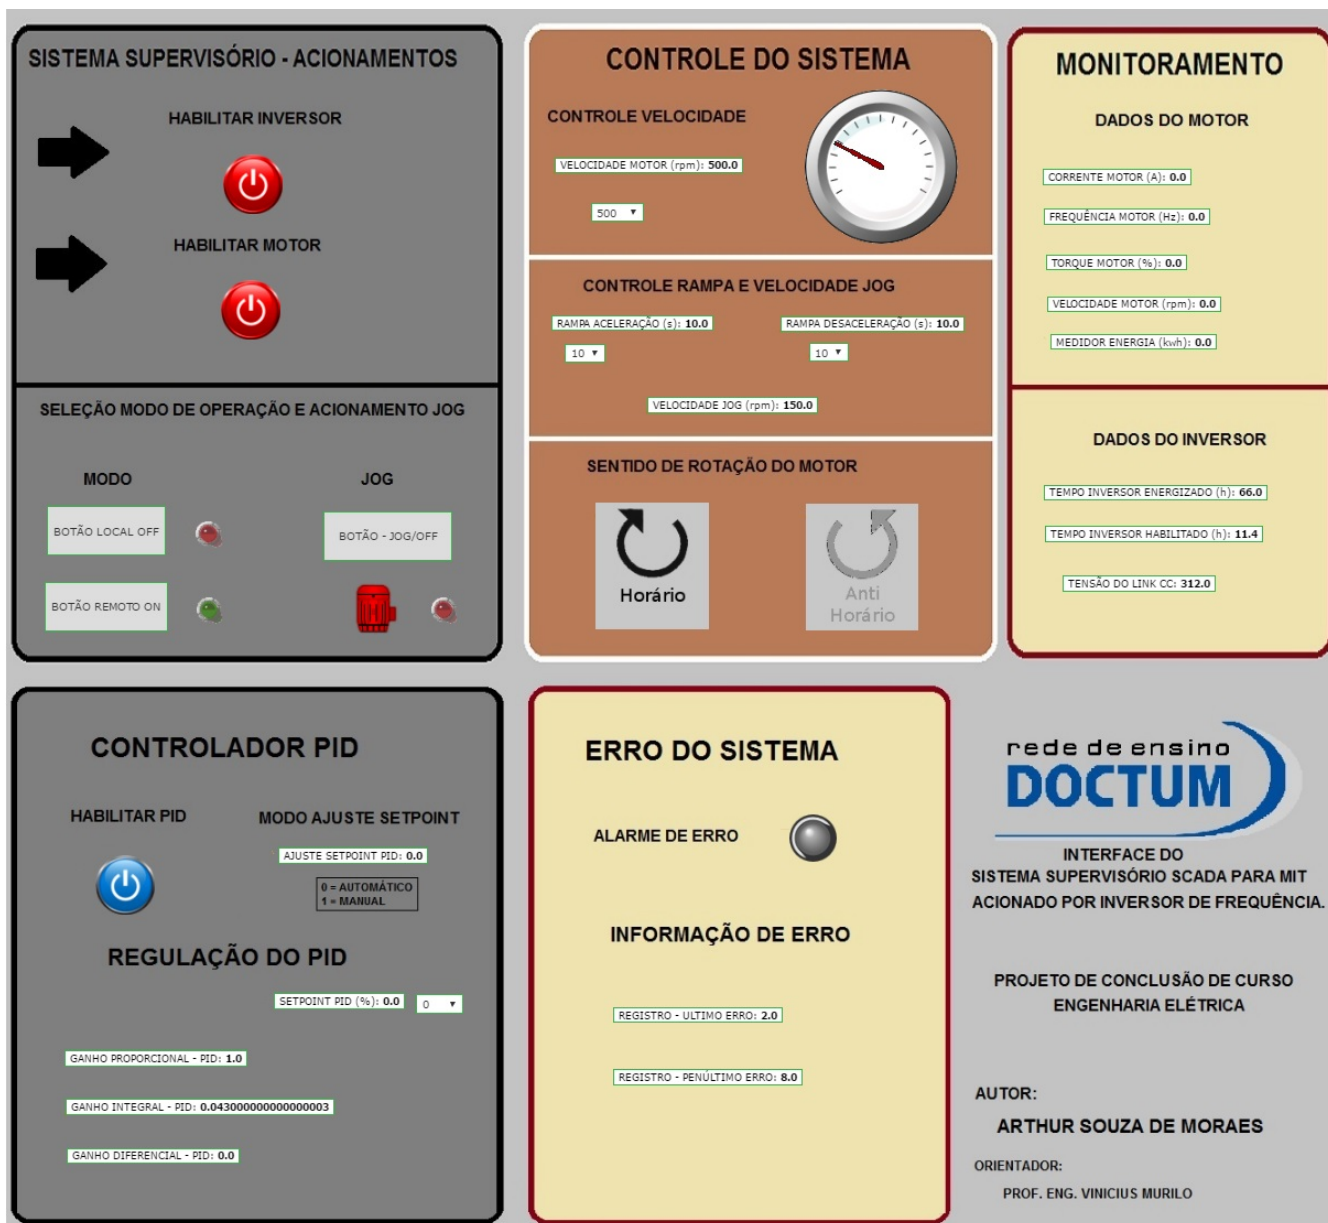 SISTEMA SUPERVISÓRIO - ACIONAMENTOS
HABILITAR INVERSOR
HABILITAR MOTOR
SELEÇÃO MODO DE OPERAÇÃO E ACIONAMENTO JOG
MODO
JOG
BOTÃO LOCAL OFF
BOTÃO - JOG/OFF
BOTÃO REMOTO ON
CONTROLE DO SISTEMA
CONTROLE VELOCIDADE
VELOCIDADE MOTOR (rpm): 500.0
500
CONTROLE RAMPA E VELOCIDADE JOG
RAMPA ACELERAÇÃO (s): 10.0
RAMPA DESACELERAÇÃO (s): 10.0
10
10
VELOCIDADE JOG (rpm): 150.0
SENTIDO DE ROTAÇÃO DO MOTOR
Horário
Anti
Horário
MONITORAMENTO
DADOS DO MOTOR
CORRENTE MOTOR (A): 0.0
FREQUÊNCIA MOTOR (Hz): 0.0
TORQUE MOTOR (%): 0.0
VELOCIDADE MOTOR (rpm): 0.0
MEDIDOR ENERGIA (kwh): 0.0
DADOS DO INVERSOR
TEMPO INVERSOR ENERGIZADO (h): 66.0
TEMPO INVERSOR HABILITADO (h): 11.4
TENSÃO DO LINK CC: 312.0
CONTROLADOR PID
HABILITAR PID
MODO AJUSTE SETPOINT
AJUSTE SETPOINT PID: 0.0
0 = AUTOMÁTICO
1 = MANUAL
REGULAÇÃO DO PID
SETPOINT PID (%): 0.0
0
GANHO PROPORCIONAL - PID: 1.0
GANHO INTEGRAL - PID: 0.043000000000000003
GANHO DIFERENCIAL - PID: 0.0
ERRO DO SISTEMA
ALARME DE ERRO
INFORMAÇÃO DE ERRO
REGISTRO - ULTIMO ERRO: 2.0
REGISTRO - PENÚLTIMO ERRO: 8.0
rede de ensino
DOCTUM
INTERFACE DO
SISTEMA SUPERVISÓRIO SCADA PARA MIT
ACIONADO POR INVERSOR DE FREQUÊNCIA.
PROJETO DE CONCLUSÃO DE CURSO
ENGENHARIA ELÉTRICA
AUTOR:
ARTHUR SOUZA DE MORAES
ORIENTADOR:
PROF. ENG. VINICIUS MURILO